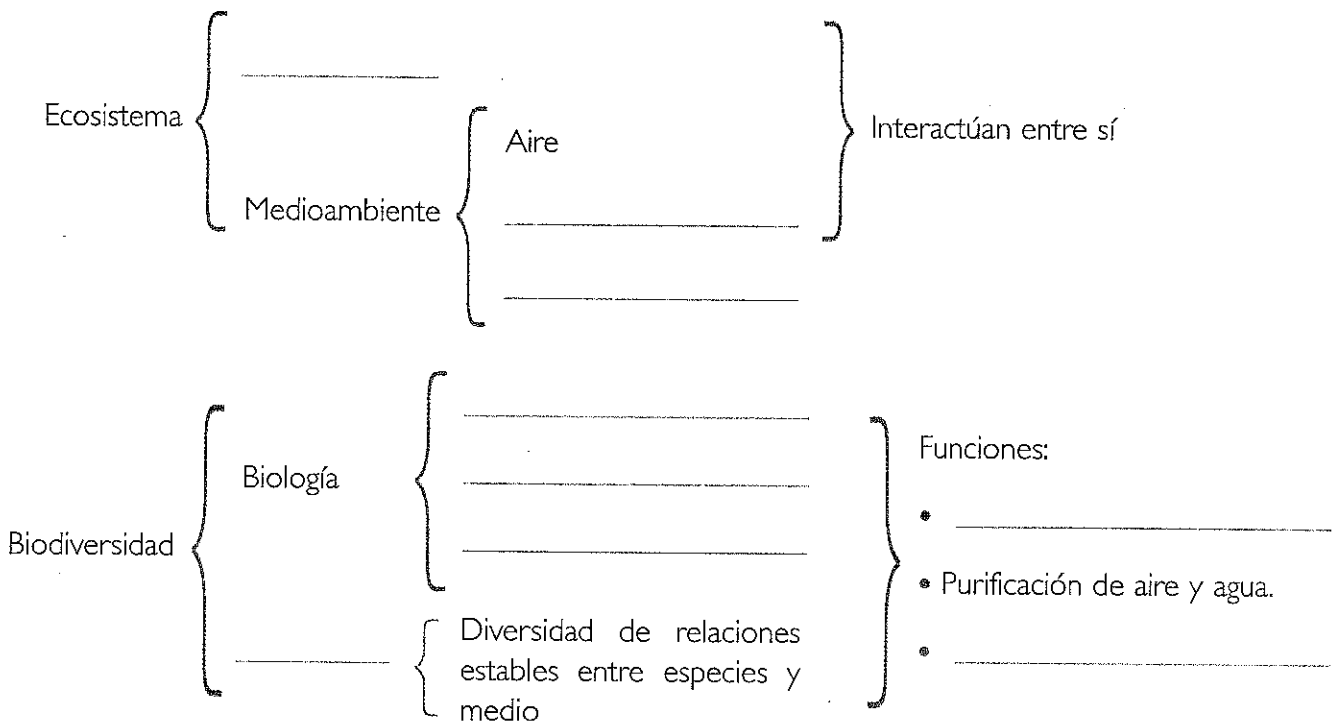 Ecosistema
Medioambiente
Aire
Interactúan entre sí
Biodiversidad
Biología
Diversidad de relaciones
estables entre especies y
medio
Funciones:
• Purificación de aire y agua.